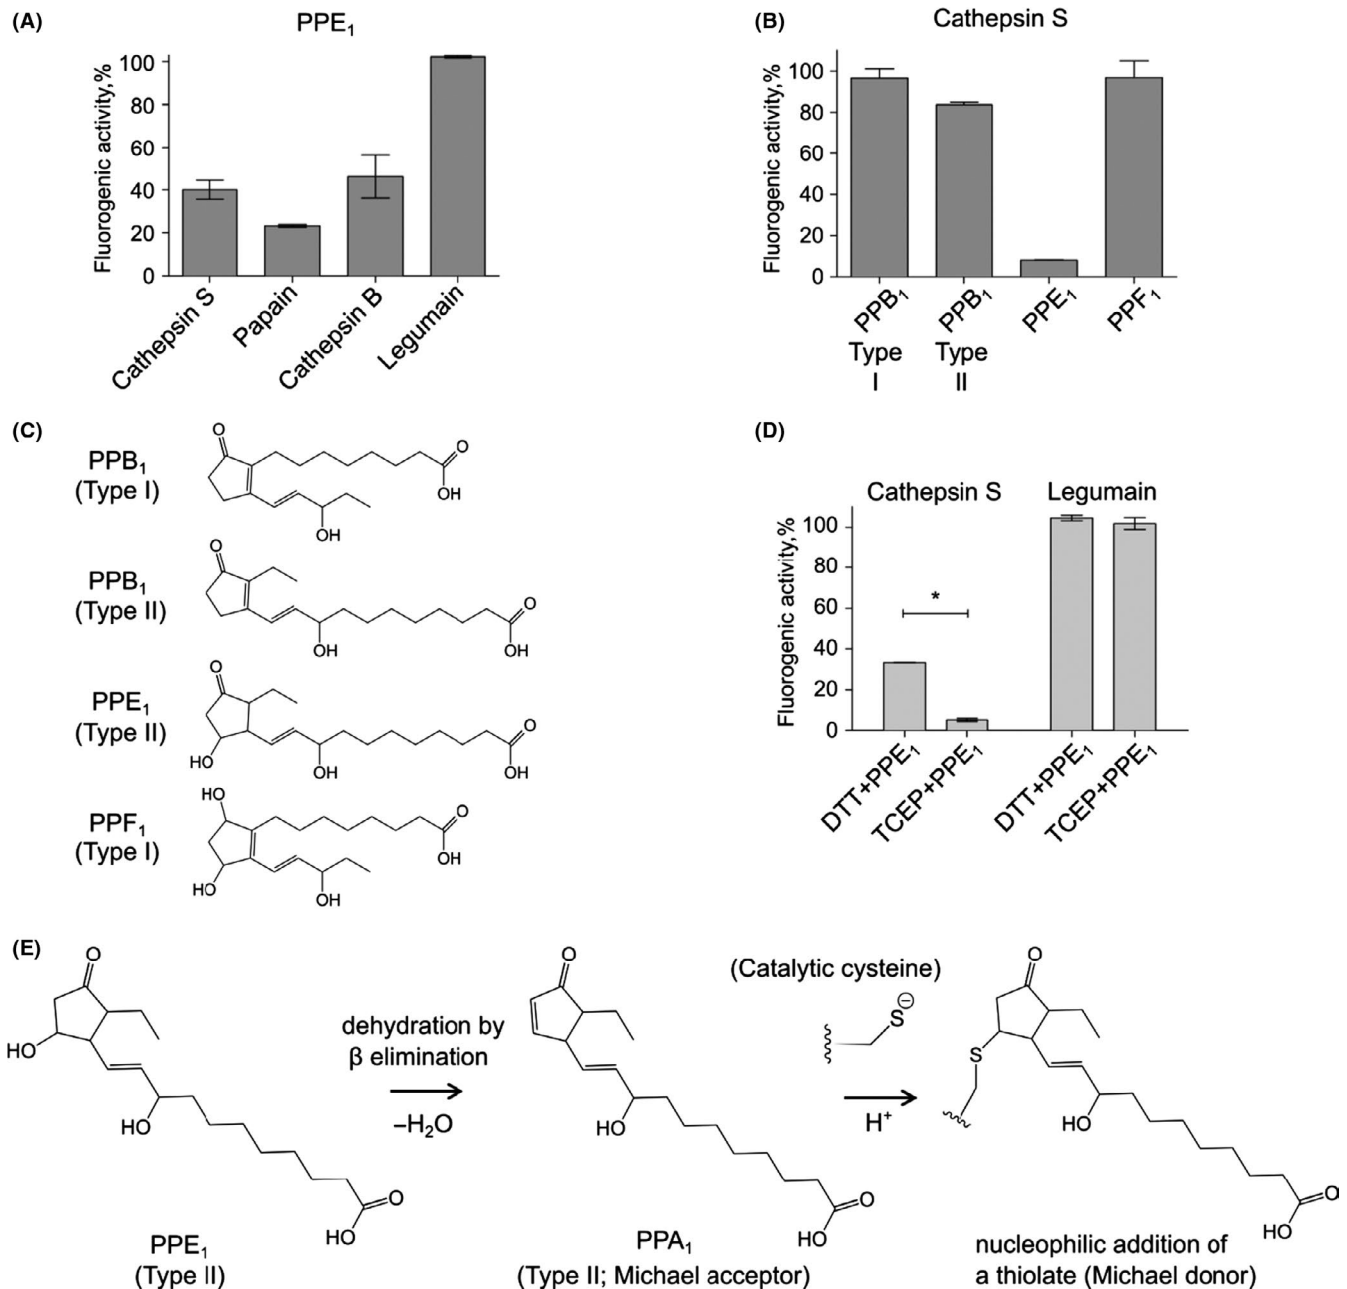 (A)
PPE₁
Fluorogenic activity,%
100
80
60
40
20
0
Cathepsin S
Papain
Cathepsin B
Legumain
(B)
Cathepsin S
Fluorogenic activity,%
100
80
60
40
20
0
PPB₁
Type
I
PPB₁
Type
II
PPE₁
PPF₁
(C)
PPB₁
(Type I)
O
O
OH
OH
PPB₁
(Type II)
O
O
OH
OH
PPE₁
(Type II)
O
O
HO
OH
OH
PPF₁
(Type I)
HO
O
OH
HO
OH
(D)
Cathepsin S
Legumain
Fluorogenic activity,%
100
80
60
40
20
0
*
DTT+PPE₁
TCEP+PPE₁
DTT+PPE₁
TCEP+PPE₁
(E)
O
HO
HO
O
HO
PPE₁
(Type II)
dehydration by
β elimination
–H₂O
O
HO
O
HO
PPA₁
(Type II; Michael acceptor)
(Catalytic cysteine)
S⊖
H⁺
O
S
HO
O
HO
nucleophilic addition of
a thiolate (Michael donor)